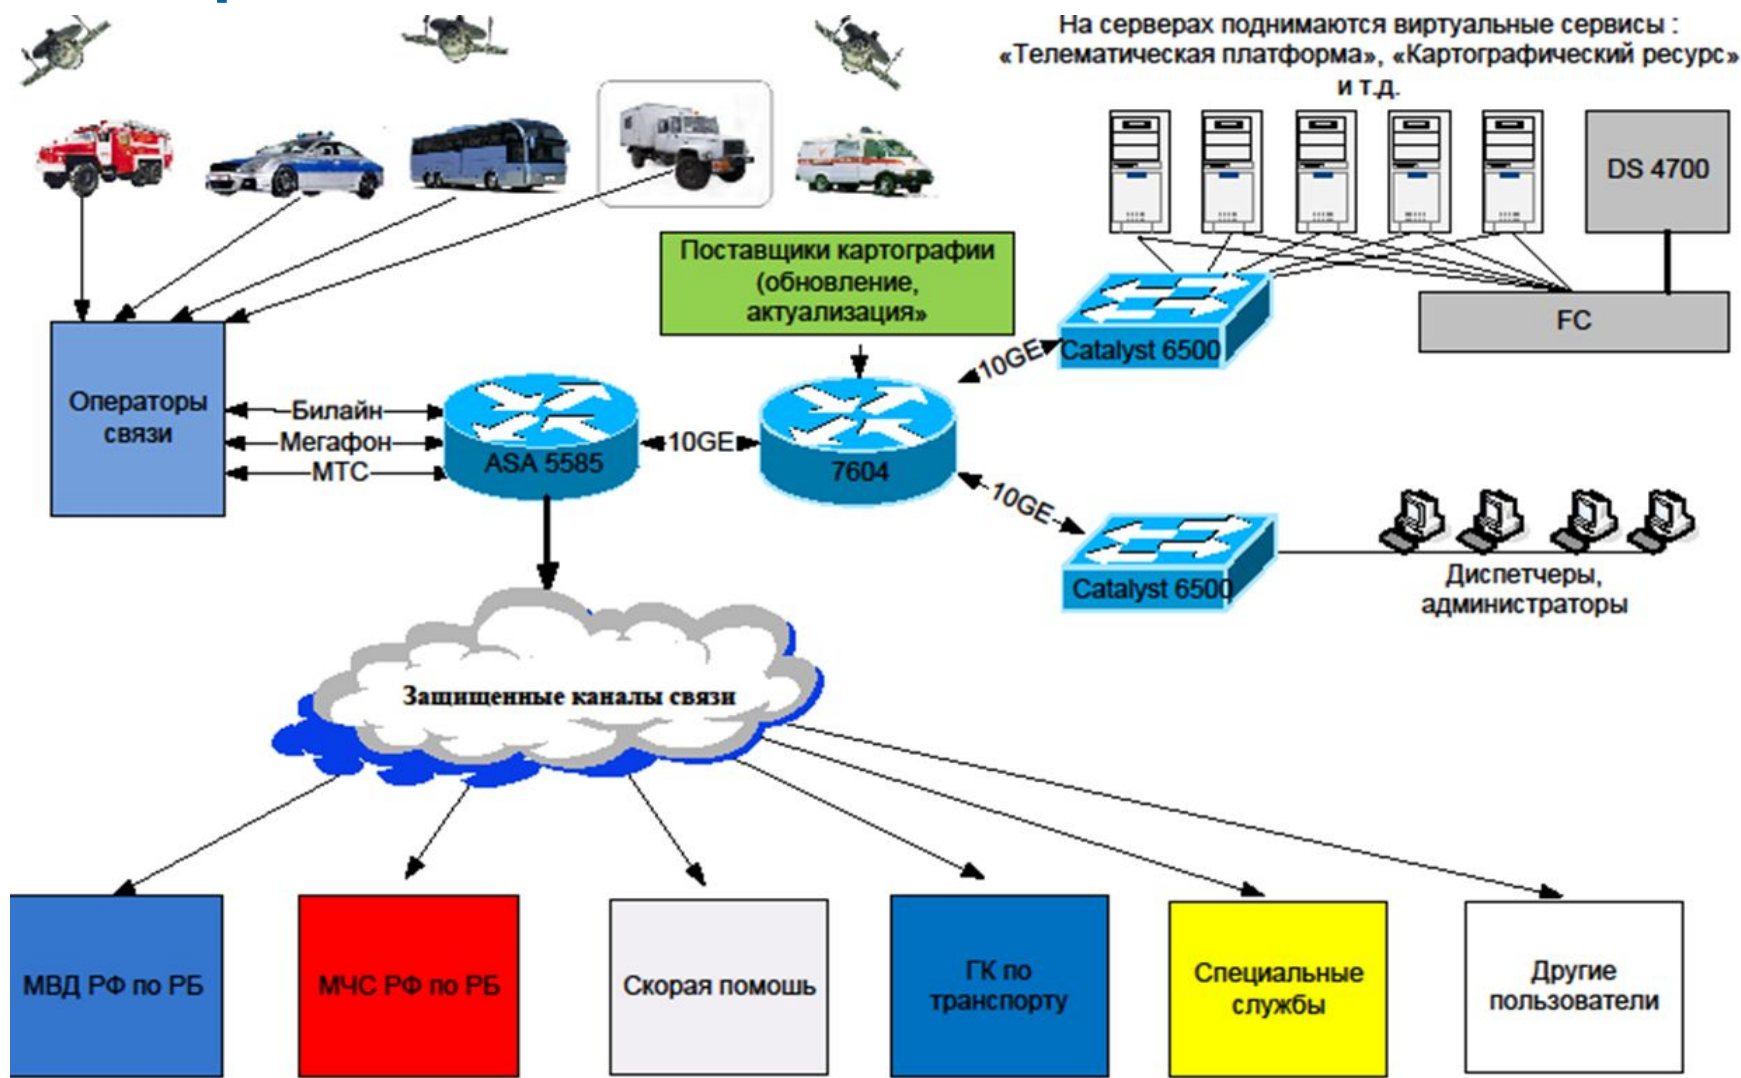 На серверах поднимаются виртуальные сервисы :
«Телематическая платформа», «Картографический ресурс»
и т.д.
DS 4700
Поставщики картографии
(обновление,
актуализация»
FC
10GE
Catalyst 6500
Операторы
связи
Билайн
Мегафон
МТС
ASA 5585
10GE
7604
10GE
Catalyst 6500
Диспетчеры,
администраторы
Защищенные каналы связи
МВД РФ по РБ
МЧС РФ по РБ
Скорая помошь
ГК по
транспорту
Специальные
службы
Другие
пользователи